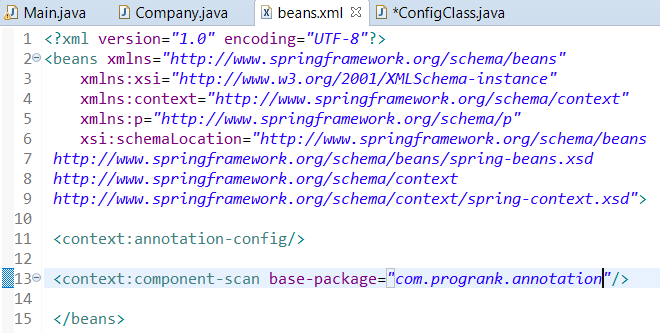 Main.java Company.java beans.xml *ConfigClass.java
1 <?xml version="1.0" encoding="UTF-8"?>
2 <beans xmlns="http://www.springframework.org/schema/beans"
3 xmlns:xsi="http://www.w3.org/2001/XMLSchema-instance"
4 xmlns:context="http://www.springframework.org/schema/context"
5 xmlns:p="http://www.springframework.org/schema/p"
6 xsi:schemaLocation="http://www.springframework.org/schema/beans
7 http://www.springframework.org/schema/beans/spring-beans.xsd
8 http://www.springframework.org/schema/context
9 http://www.springframework.org/schema/context/spring-context.xsd">
10
11 <context:annotation-config/>
12
13 <context:component-scan base-package="com.progrank.annotation"/>
14
15 </beans>